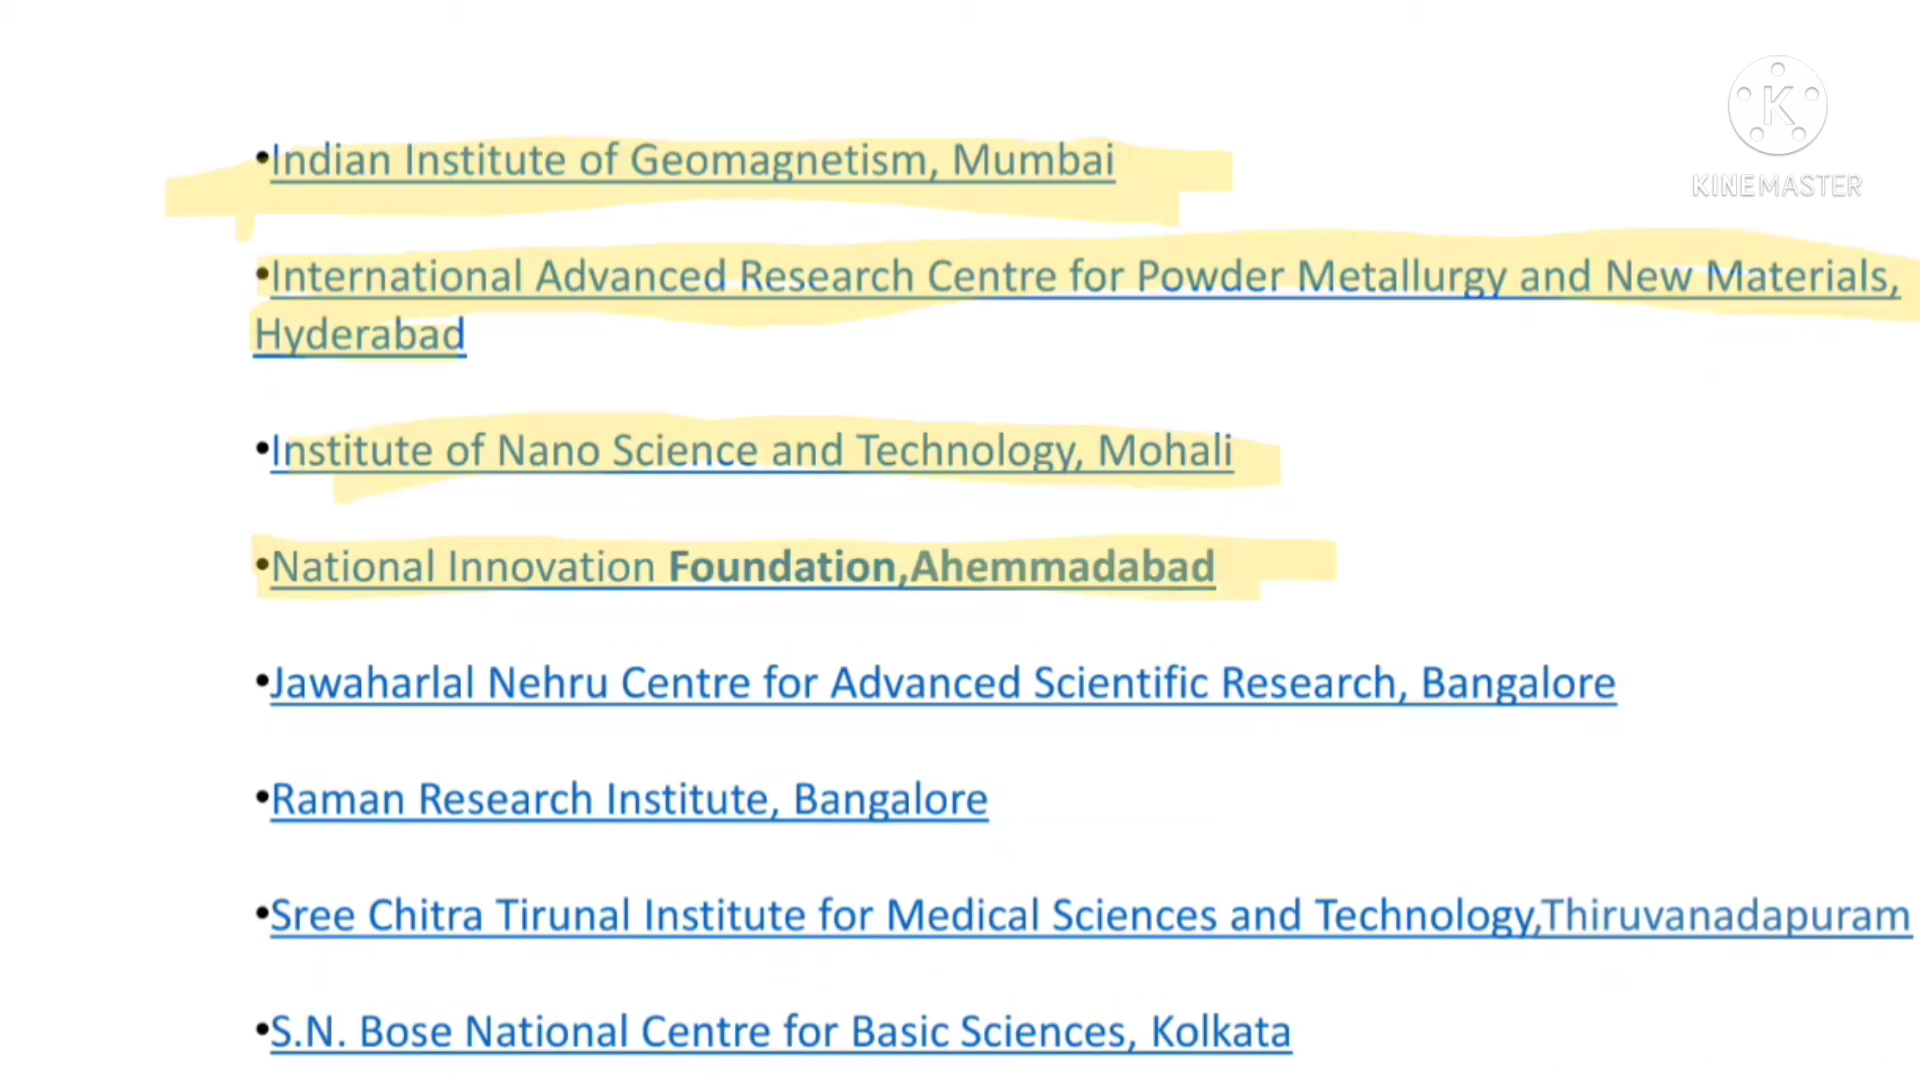 •Indian Institute of Geomagnetism, Mumbai
K
KINEMASTER
•International Advanced Research Centre for Powder Metallurgy and New Materials,
Hyderabad
•Institute of Nano Science and Technology, Mohali
•National Innovation Foundation,Ahemmadabad
•Jawaharlal Nehru Centre for Advanced Scientific Research, Bangalore
•Raman Research Institute, Bangalore
•Sree Chitra Tirunal Institute for Medical Sciences and Technology,Thiruvanadapuram
•S.N. Bose National Centre for Basic Sciences, Kolkata